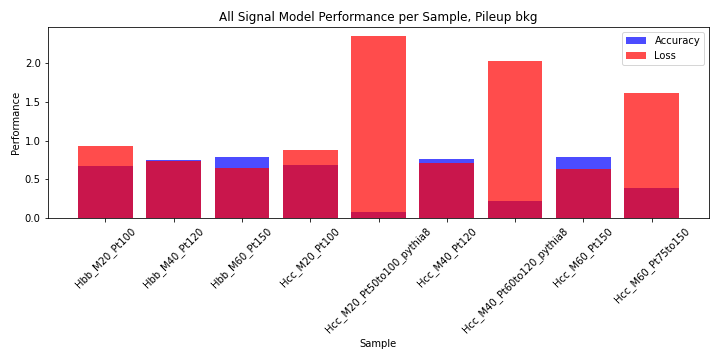 All Signal Model Performance per Sample, Pileup bkg
Accuracy
Loss
Performance
2.0
1.5
1.0
0.5
0.0
Hbb_M20_Pt100
Hbb_M40_Pt120
Hbb_M60_Pt150
Hcc_M20_Pt100
Hcc_M20_Pt50to100_pythia8
Hcc_M40_Pt120
Hcc_M40_Pt60to120_pythia8
Hcc_M60_Pt150
Hcc_M60_Pt75to150
Sample